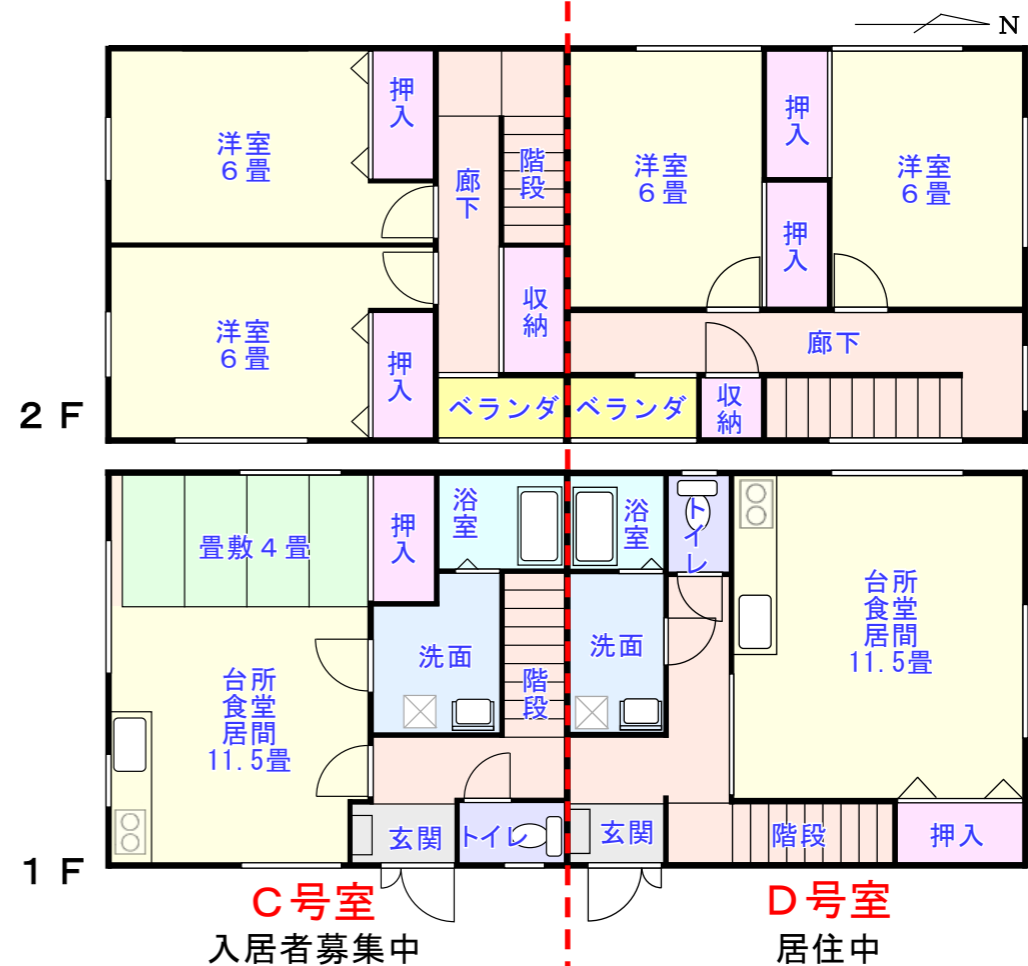 N
洋室
６畳
押入
廊下
階段
洋室
６畳
押入
押入
洋室
６畳
洋室
６畳
押入
収納
廊下
ベランダ
ベランダ
収納
２Ｆ
畳敷４畳
押入
浴室
浴室
トイレ
台所
食堂
居間
11.5畳
洗面
洗面
階段
台所
食堂
居間
11.5畳
玄関
トイレ
玄関
階段
押入
１Ｆ
Ｃ号室
入居者募集中
Ｄ号室
居住中